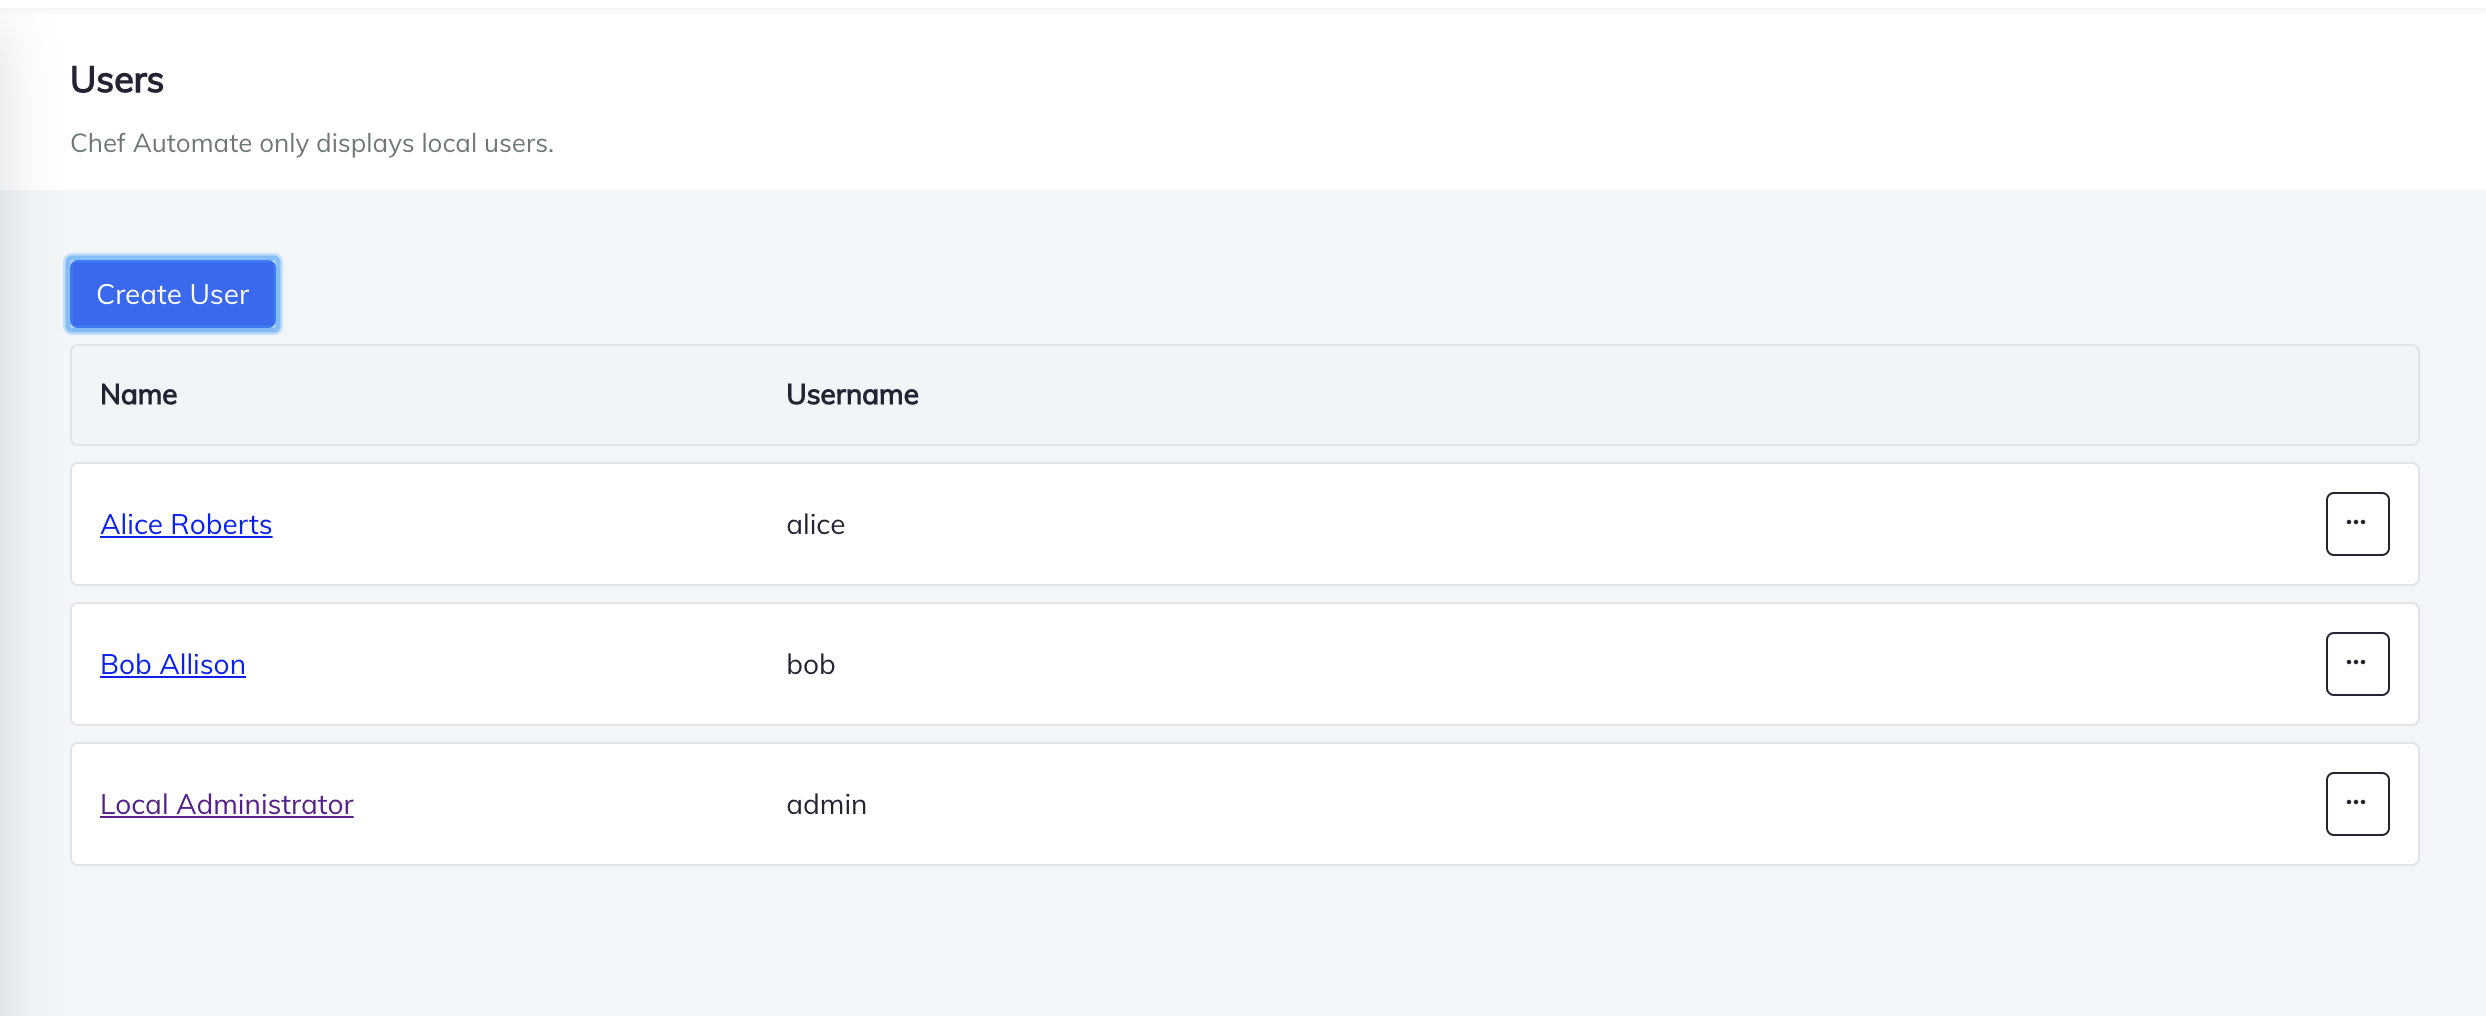 Users
Chef Automate only displays local users.
Create User
Name Username
Alice Roberts alice ...
Bob Allison bob ...
Local Administrator admin ...